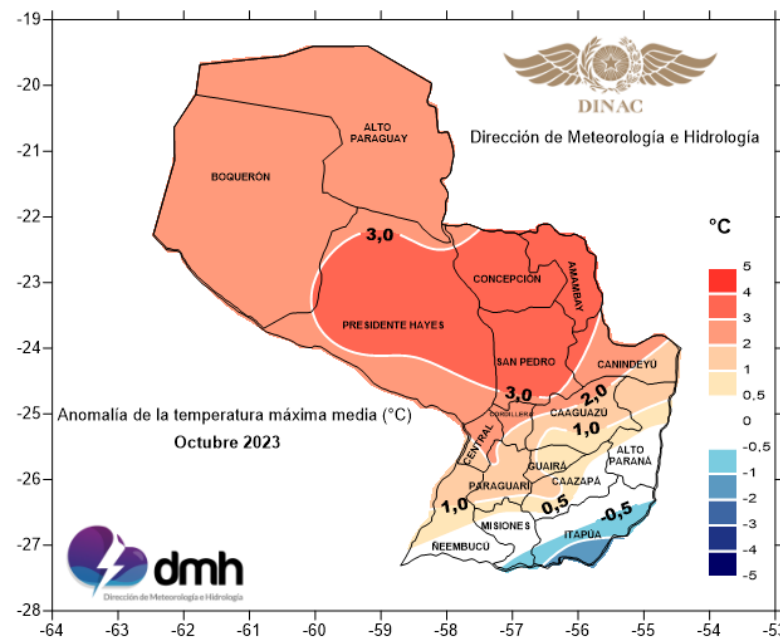 -19
-20
-21
-22
-23
-24
-25
-26
-27
-28
-64
-63
-62
-61
-60
-59
-58
-57
-56
-55
-54
DINAC
Dirección de Meteorología e Hidrología
ALTO
PARAGUAY
BOQUERÓN
3,0
CONCEPCIÓN
AMAMBAY
PRESIDENTE HAYES
SAN PEDRO
CANINDEYÚ
3,0
2,0
CORDILLERA
CAAGUAZÚ
1,0
CENTRAL
ALTO
PARANÁ
GUAIRÁ
CAAZAPÁ
PARAGUARÍ
1,0
0,5
-0,5
MISIONES
ITAPÚA
ÑEEMBUCÚ
°C
5
4
3
2
1
0.5
0
-0,5
-1
-2
-3
-4
-5
Anomalía de la temperatura máxima media (°C)
Octubre 2023
dmh
Dirección de Meteorología e Hidrología